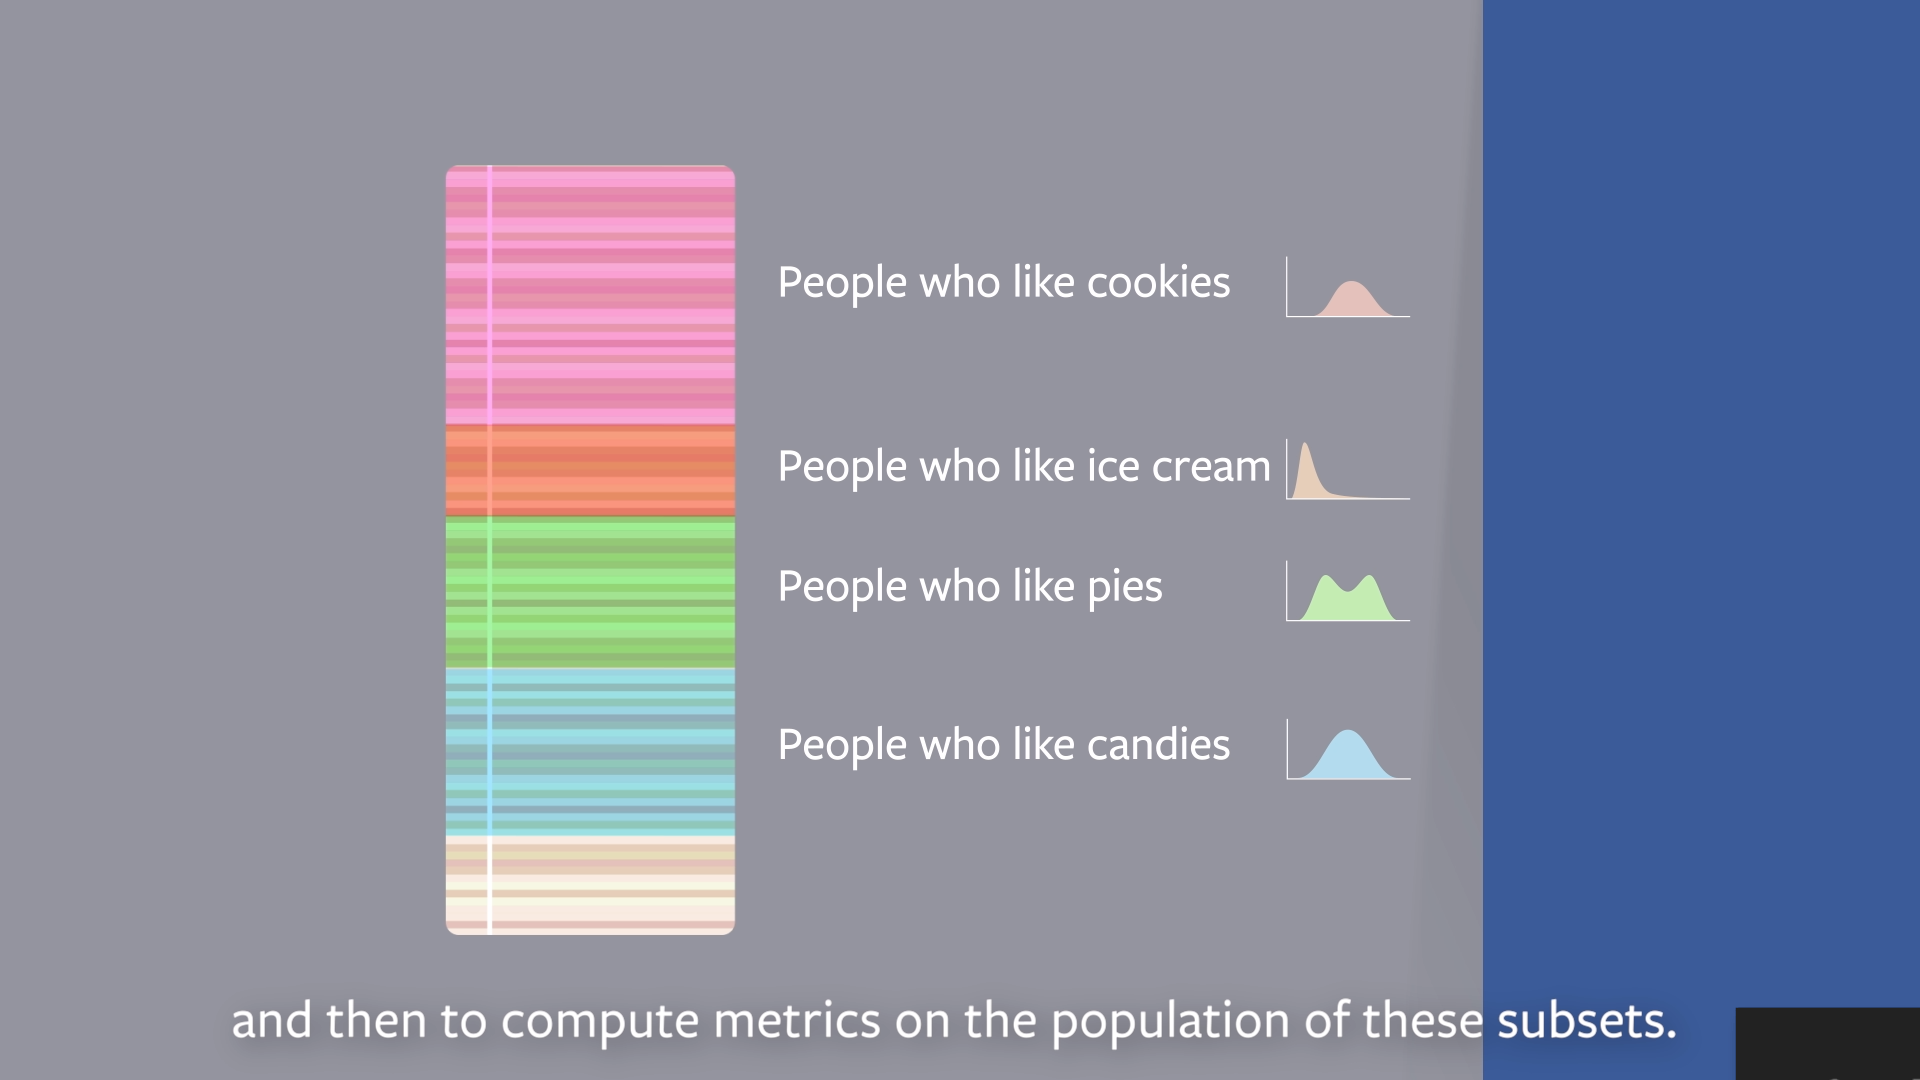 People who like cookies
People who like ice cream
People who like pies
People who like candies
and then to compute metrics on the population of these subsets.